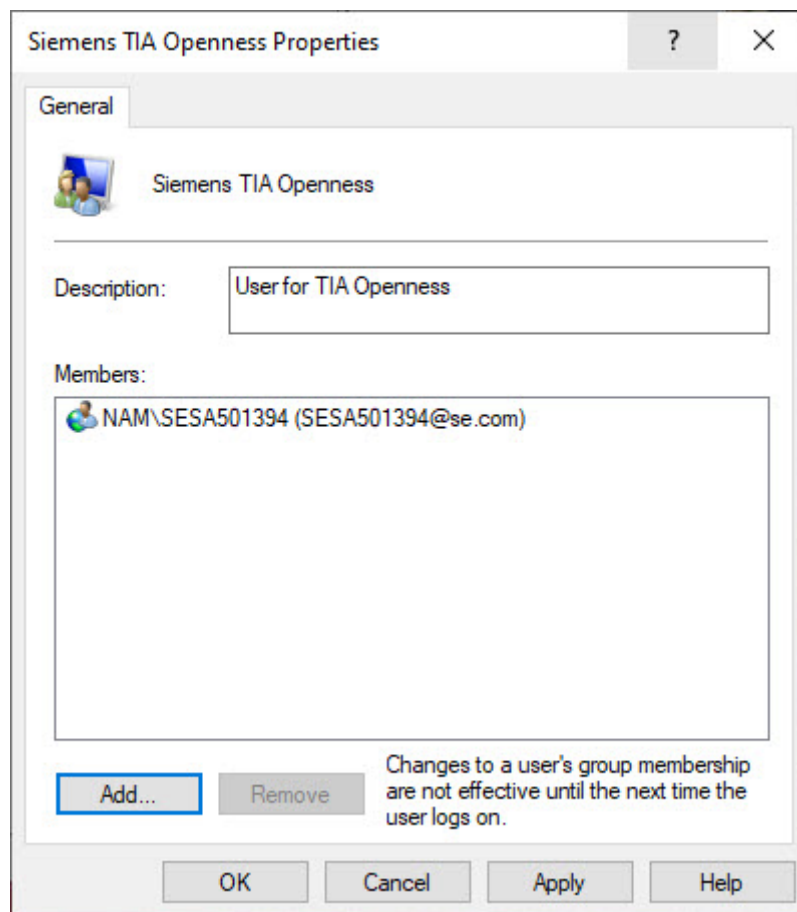 Siemens TIA Openness Properties
?
General
Siemens TIA Openness
Description:
User for TIA Openness
Members:
NAM\SESA501394 (SESA501394@se.com)
Add...
Remove
Changes to a user's group membership
are not effective until the next time the
user logs on.
OK
Cancel
Apply
Help